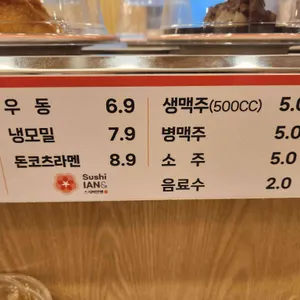 우동 6.9
냉모밀 7.9
돈코츠라멘 8.9
Sushi
IAN&
생맥주(500CC) 5.0
병맥주 5.0
소주 5.0
음료수 2.0